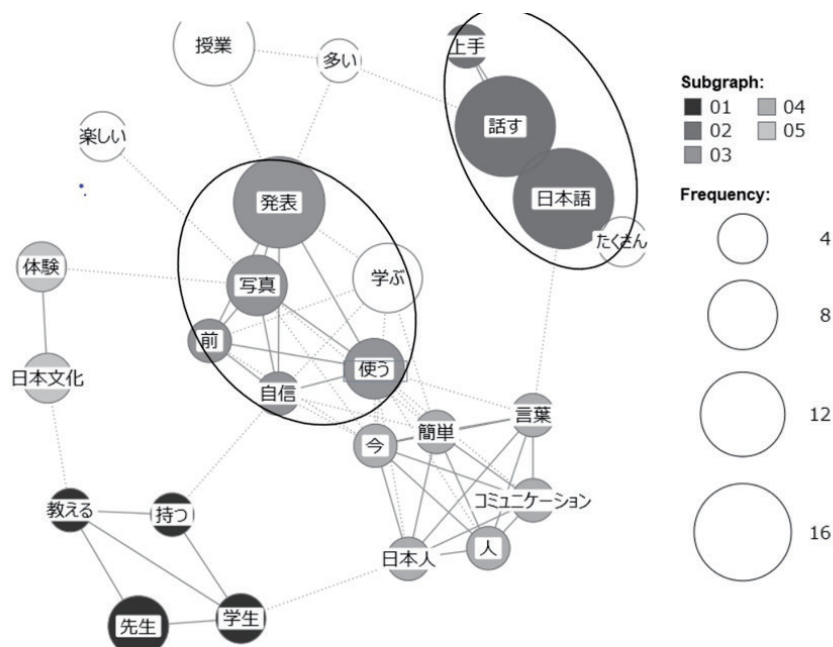 授業
多い
上手
話す
楽しい
発表
日本語
たくさん
体験
写真
学ぶ
前
使う
日本文化
自信
言葉
今
簡単
コミュニケーション
教える
持つ
日本人
人
先生
学生
Subgraph:
01 04
02 05
03
Frequency:
4
8
12
16